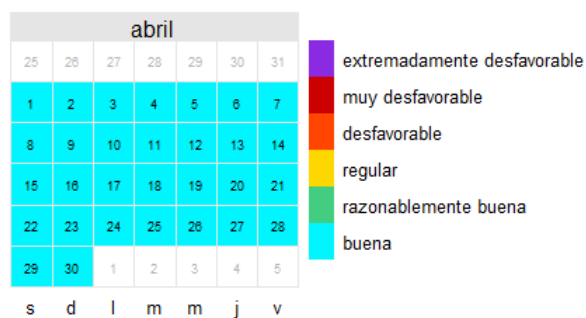 abril
25 26 27 28 29 30 31
1 2 3 4 5 6 7
8 9 10 11 12 13 14
15 16 17 18 19 20 21
22 23 24 25 26 27 28
29 30 1 2 3 4 5
s d l m m j v
extremadamente desfavorable
muy desfavorable
desfavorable
regular
razonablemente buena
buena